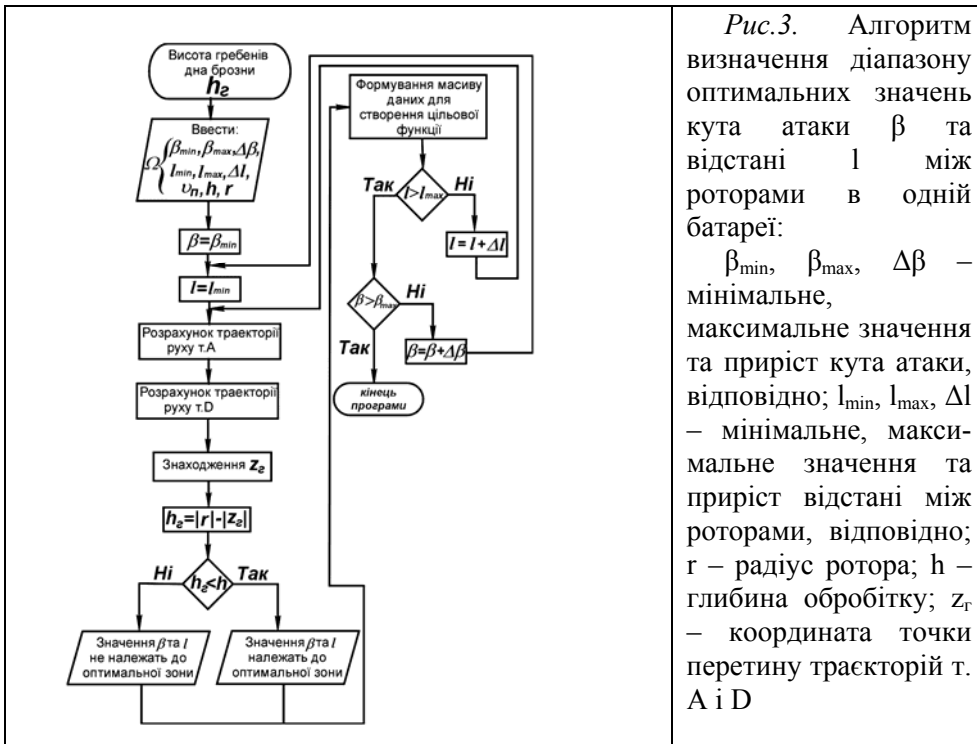 Висота гребенів
дна брозни
hг
Ввести:
Ω{βmin, βmax, Δβ,
lmin, lmax, Δl,
υп, h, r
β=βmin
l=lmin
Розрахунок траекторії
руху т.А
Розрахунок траекторії
руху т.D
Знаходження zг
hг=|r|-|zг|
hг<h
Ні
Так
Значення β та l
не належать до
оптимальної зони
Значення β та l
належать до
оптимальної зони
Формування масиву
даних для
створення цільової
функції
Так
Ні
l>lmax
l = l + Δl
β>βmax
Ні
Так
β=β+Δβ
кінець
програми
Рис.3. Алгоритм
визначення діапазону
оптимальних значень
кута атаки β та
відстані l між
роторами в одній
батареї:
βmin, βmax, Δβ –
мінімальне,
максимальне значення
та приріст кута атаки,
відповідно; lmin, lmax, Δl
– мінімальне, макси-
мальне значення та
приріст відстані між
роторами, відповідно;
r – радіус ротора; h –
глибина обробітку; zг
– координата точки
перетину траєкторій т.
А і D